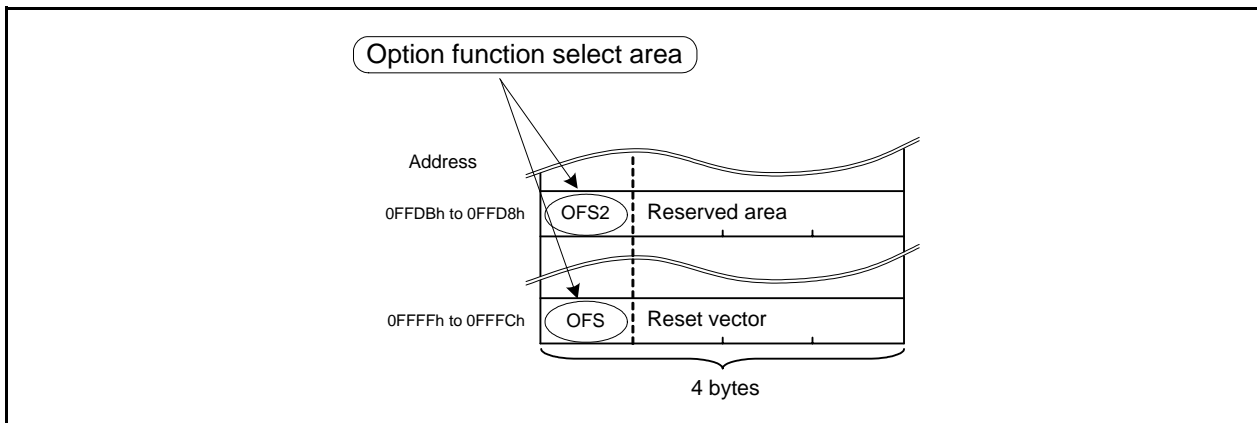 Option function select area
Address
0FFDBh to 0FFD8h OFS2 Reserved area
0FFFFh to 0FFFCh OFS Reset vector
4 bytes